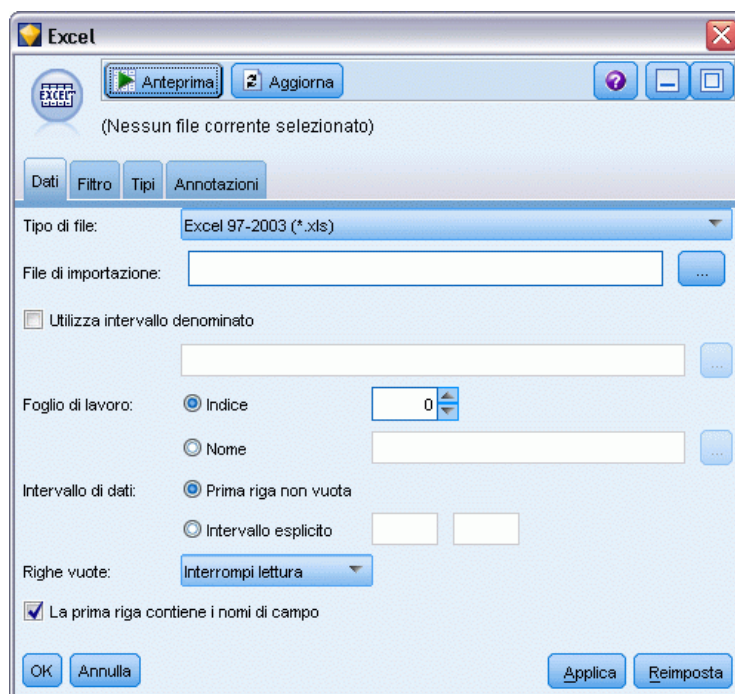 Excel
EXCEL
Anteprima
Aggiorna
?
(Nessun file corrente selezionato)
Dati
Filtro
Tipi
Annotazioni
Tipo di file:
Excel 97-2003 (*.xls)
File di importazione:
...
Utilizza intervallo denominato
...
Foglio di lavoro:
Indice
0
Nome
...
Intervallo di dati:
Prima riga non vuota
Intervallo esplicito
Righe vuote:
Interrompi lettura
La prima riga contiene i nomi di campo
OK
Annulla
Applica
Reimposta